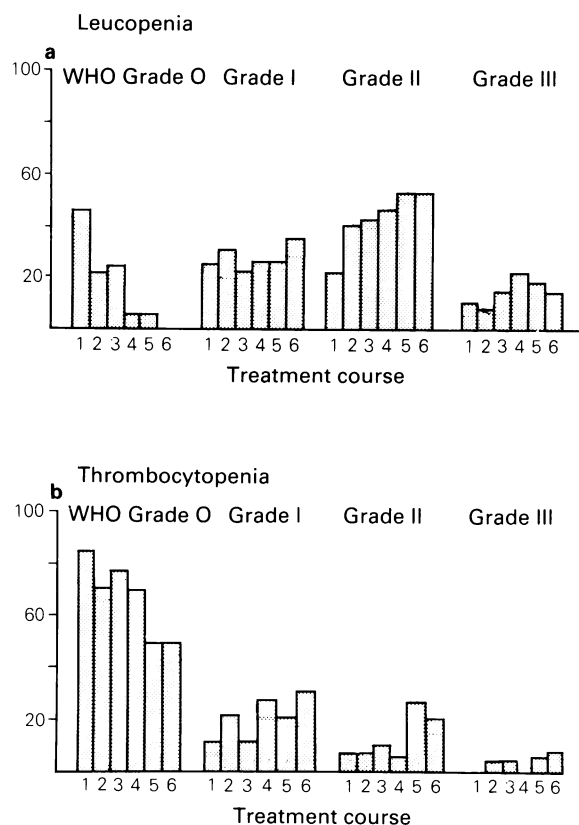 Leucopenia
a
100 WHO Grade O Grade I Grade II Grade III
60
20
1 2 3 4 5 6 1 2 3 4 5 6 1 2 3 4 5 6 1 2 3 4 5 6
Treatment course
Thrombocytopenia
b
100 WHO Grade O Grade I Grade II Grade III
60
20
1 2 3 4 5 6 1 2 3 4 5 6 1 2 3 4 5 6 1 2 3 4 5 6
Treatment course